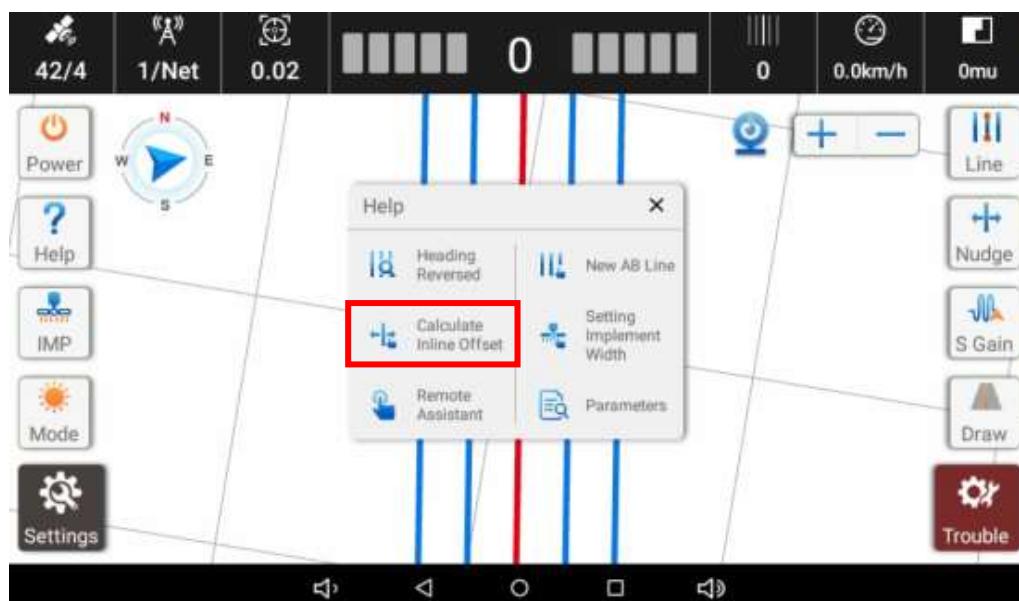 42/4
1/Net
0.02
0
0
0.0km/h
0mu
Power
N
W
E
S
Line
Help
Help
Nudge
Heading
Reversed
New AB Line
IMP
Calculate
Inline Offset
Setting
Implement
Width
S Gain
Mode
Remote
Assistant
Parameters
Draw
Settings
Trouble